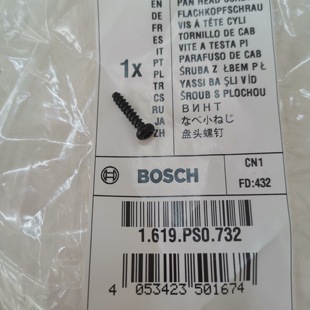 EN PAN HEAD SCREW
DE FLACHKOPFSCHRAU
FR VIS À TÊTE CYLI
ES TORNILLO DE CAB
IT VITE A TESTA PI
PT PARAFUSO DE CAB
PL ŚRUBA Z ŁBEM PŁ
TR YASSI BAŞLI VİD
CS ŠROUB S PLOCHOU
RU ВИНТ
JA なべ小ねじ
ZH 盘头螺钉
1x
BOSCH
CN1
FD:432
1.619.PS0.732
4 053423 501674